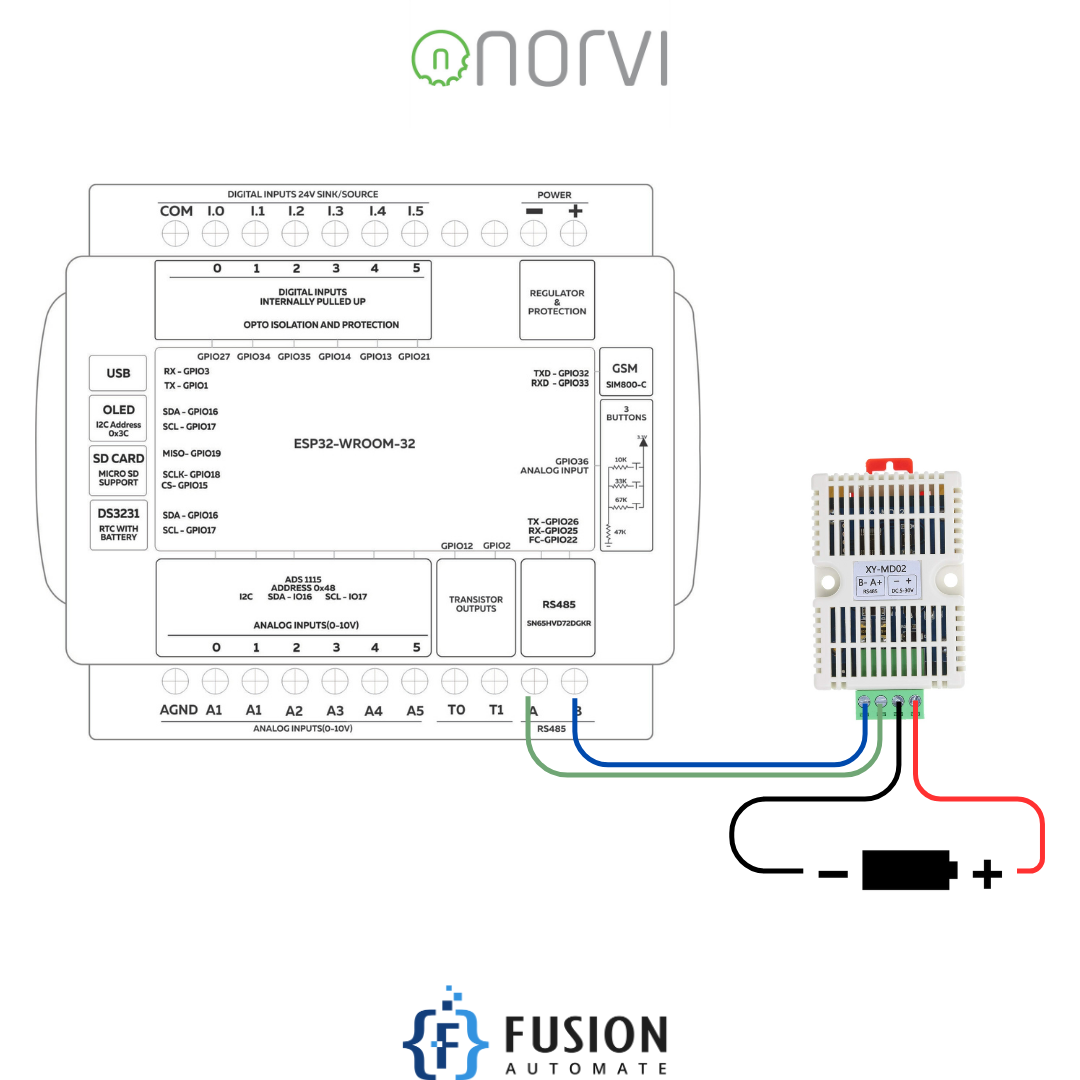 norvi
DIGITAL INPUTS 24V SINK/SOURCE
POWER
COM I.0 I.1 I.2 I.3 I.4 I.5 - +
0 1 2 3 4 5
DIGITAL INPUTS
INTERNALLY PULLED UP
OPTO ISOLATION AND PROTECTION
REGULATOR
&
PROTECTION
GPIO27 GPIO34 GPIO35 GPIO14 GPIO13 GPIO21
USB
RX - GPIO3
TX - GPIO1
TXD - GPIO32
RXD - GPIO33
GSM
SIM800-C
OLED
I2C Address
0x3C
SDA - GPIO16
SCL - GPIO17
3
BUTTONS
3.3V
ESP32-WROOM-32
SD CARD
MICRO SD
SUPPORT
MISO- GPIO19
SCLK- GPIO18
CS- GPIO15
GPIO36
ANALOG INPUT
10K
33K
67K
47K
DS3231
RTC WITH
BATTERY
SDA - GPIO16
SCL - GPIO17
TX -GPIO26
RX-GPIO25
FC-GPIO22
GPIO12 GPIO2
ADS 1115
ADDRESS 0x48
I2C SDA - IO16 SCL - IO17
ANALOG INPUTS(0-10V)
0 1 2 3 4 5
TRANSISTOR
OUTPUTS
RS485
SN65HVD72DGKR
AGND A1 A1 A2 A3 A4 A5 T0 T1 A B
ANALOG INPUTS(0-10V)
RS485
XY-MD02
B- A+
RS485
- +
DC:5-30V
- +
F
FUSION
AUTOMATE